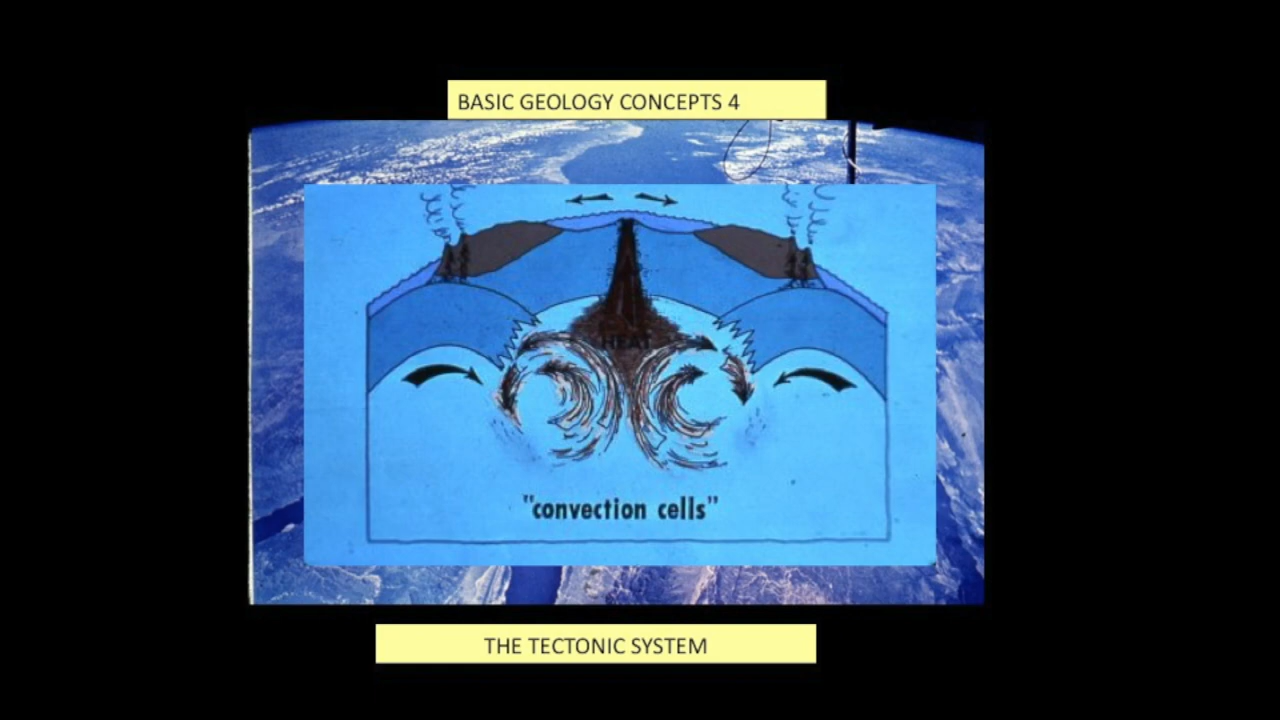 BASIC GEOLOGY CONCEPTS 4
HEAT
"convection cells"
THE TECTONIC SYSTEM